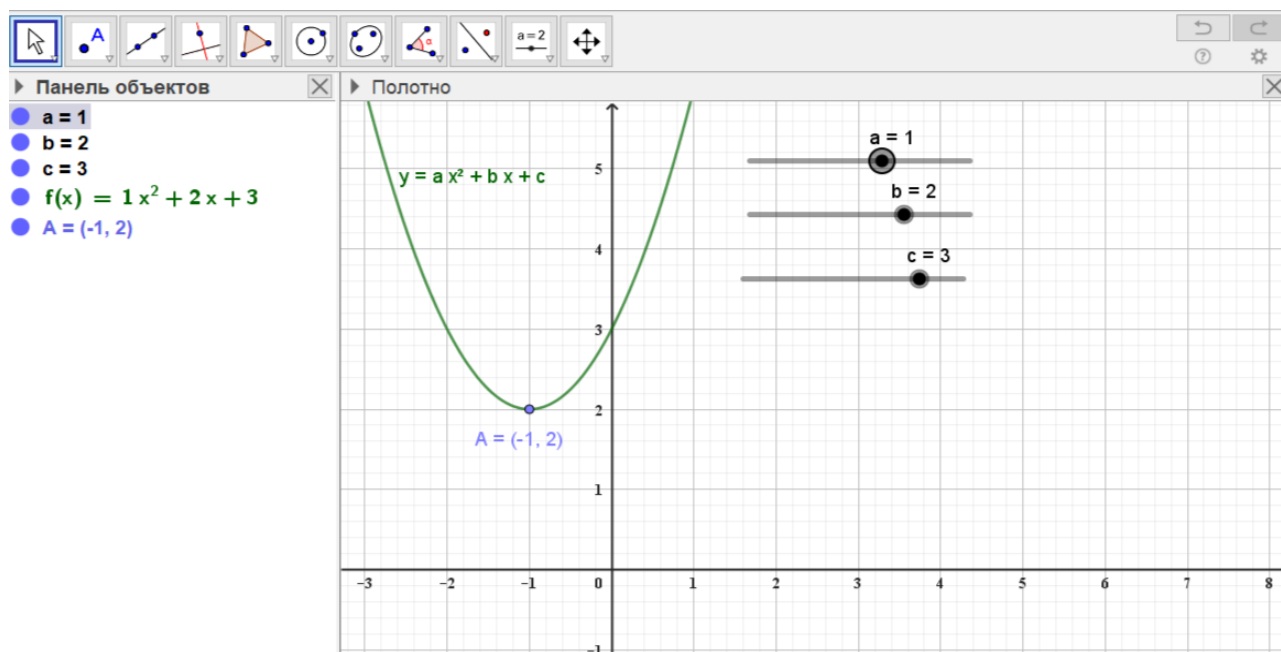 A
a = 2
Панель объектов
Полотно
a = 1
b = 2
c = 3
f(x) = 1 x² + 2 x + 3
A = (-1, 2)
y = a x² + b x + c
a = 1
b = 2
c = 3
A = (-1, 2)
5
4
3
2
1
-3 -2 -1 0 1 2 3 4 5 6 7 8
-1